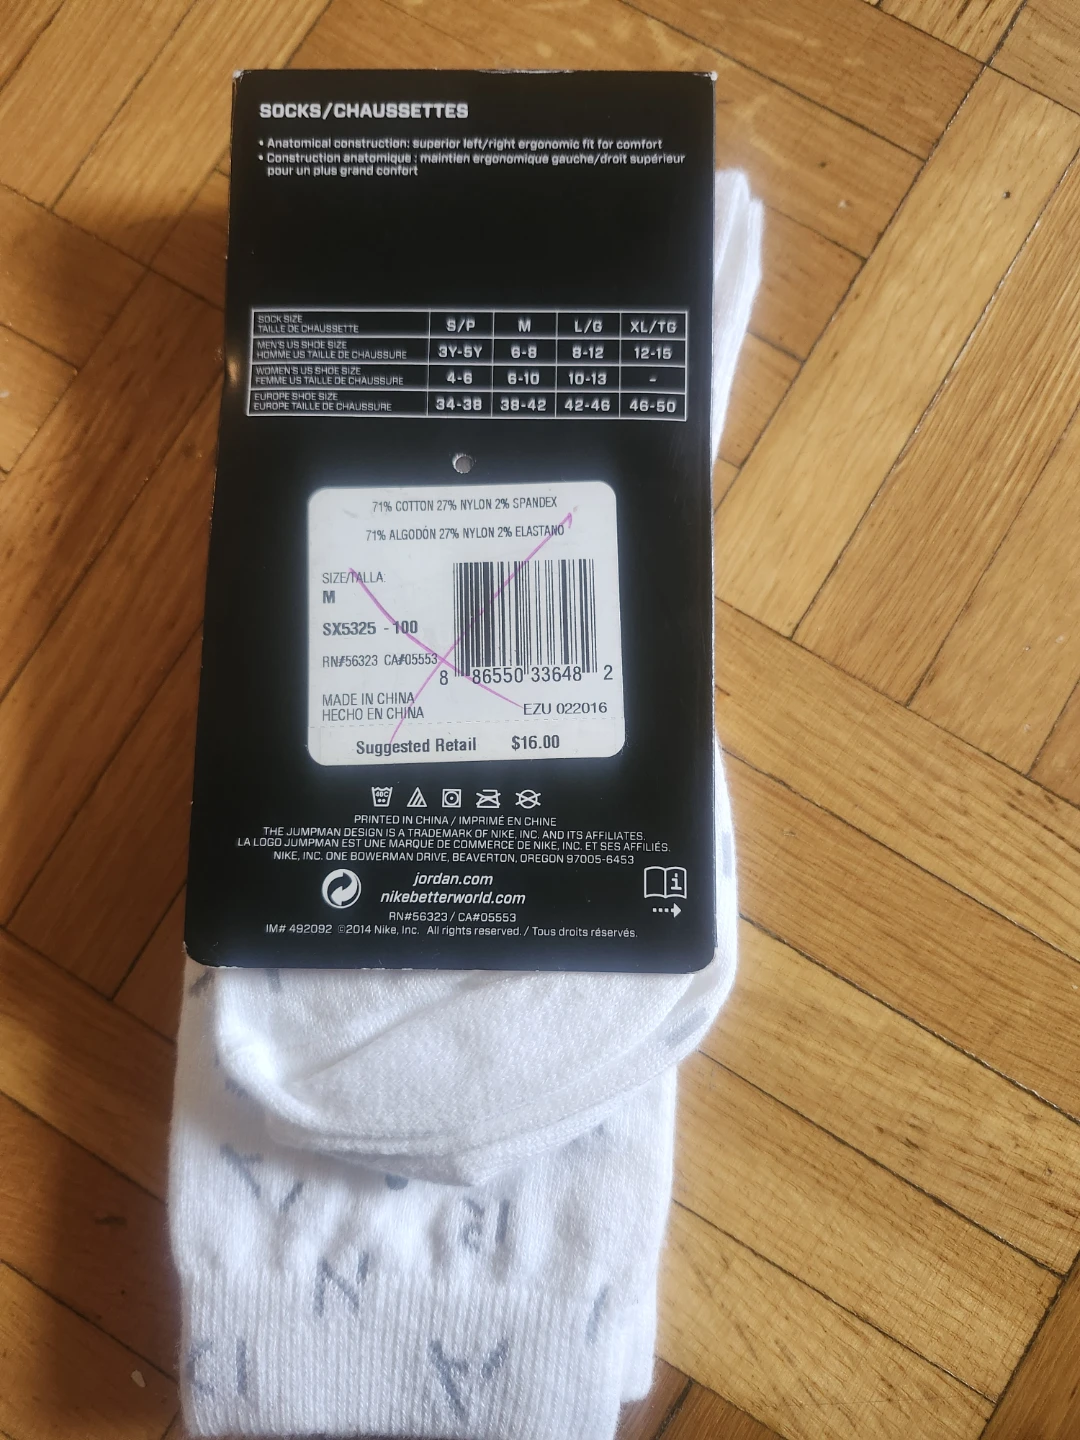 SOCKS/CHAUSSETTES
• Anatomical construction: superior left/right ergonomic fit for comfort
• Construction anatomique : maintien ergonomique gauche/droit supérieur
pour un plus grand confort
SOCK SIZE
TAILLE DE CHAUSSETTE
S/P M L/G XL/TG
MEN'S US SHOE SIZE
HOMME US TAILLE DE CHAUSSURE
3Y-5Y 6-8 8-12 12-15
WOMEN'S US SHOE SIZE
FEMME US TAILLE DE CHAUSSURE
4-6 6-10 10-13 -
EUROPE SHOE SIZE
EUROPE TAILLE DE CHAUSSURE
34-38 38-42 42-46 46-50
71% COTTON 27% NYLON 2% SPANDEX
71% ALGODÓN 27% NYLON 2% ELASTANO
SIZE/TALLA:
M
SX5325 - 100
RN#56323 CA#05553
8 86550 33648 2
MADE IN CHINA
HECHO EN CHINA
EZU 022016
Suggested Retail $16.00
40C
PRINTED IN CHINA / IMPRIMÉ EN CHINE
THE JUMPMAN DESIGN IS A TRADEMARK OF NIKE, INC. AND ITS AFFILIATES.
LA LOGO JUMPMAN EST UNE MARQUE DE COMMERCE DE NIKE, INC. ET SES AFFILIÉS.
NIKE, INC. ONE BOWERMAN DRIVE, BEAVERTON, OREGON 97005-6453
jordan.com
nikebetterworld.com
RN#56323 / CA#05553
IM# 492092 ©2014 Nike, Inc. All rights reserved. / Tous droits réservés.